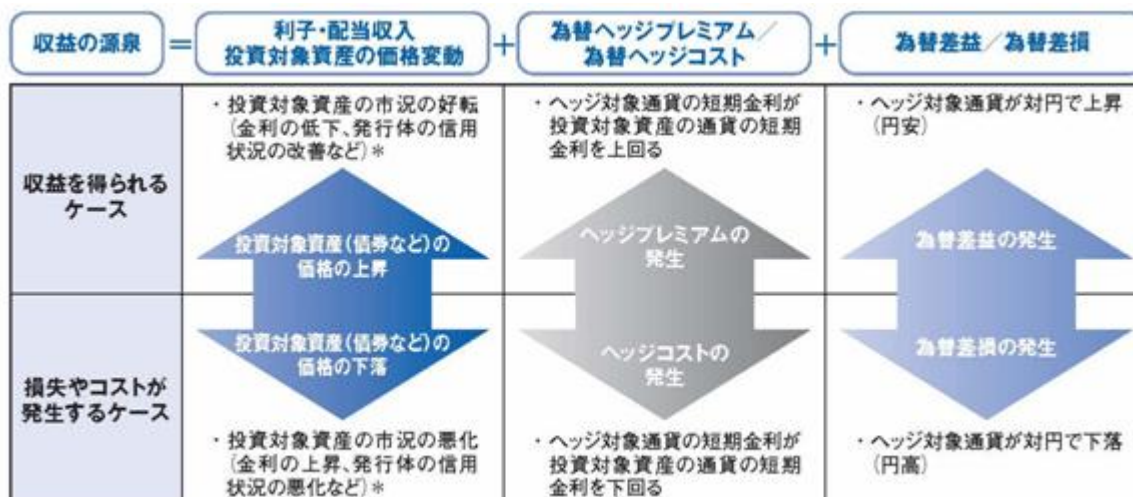 収益の源泉
=
利子・配当収入
投資対象資産の価格変動
+
為替ヘッジプレミアム/
為替ヘッジコスト
+
為替差益/為替差損
収益を得られる
ケース
・投資対象資産の市況の好転
(金利の低下、発行体の信用
状況の改善など)*
投資対象資産(債券など)の
価格の上昇
・ヘッジ対象通貨の短期金利が
投資対象資産の通貨の短期
金利を上回る
ヘッジプレミアムの
発生
・ヘッジ対象通貨が対円で上昇
(円安)
為替差益の発生
損失やコストが
発生するケース
投資対象資産(債券など)の
価格の下落
・投資対象資産の市況の悪化
(金利の上昇、発行体の信用
状況の悪化など)*
ヘッジコストの
発生
・ヘッジ対象通貨の短期金利が
投資対象資産の通貨の短期
金利を下回る
為替差損の発生
・ヘッジ対象通貨が対円で下落
(円高)